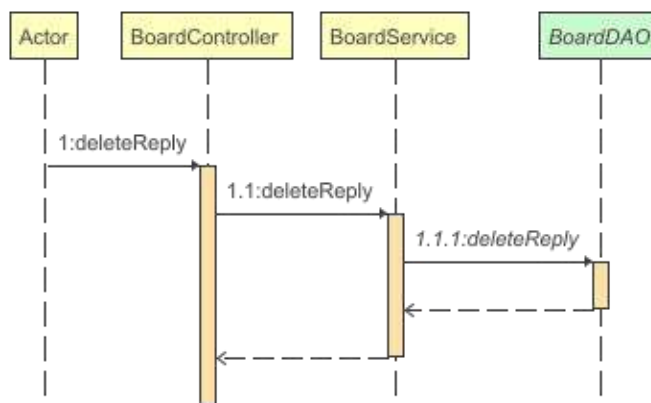 Actor
BoardController
BoardService
BoardDAO
1:deleteReply
1.1:deleteReply
1.1.1:deleteReply